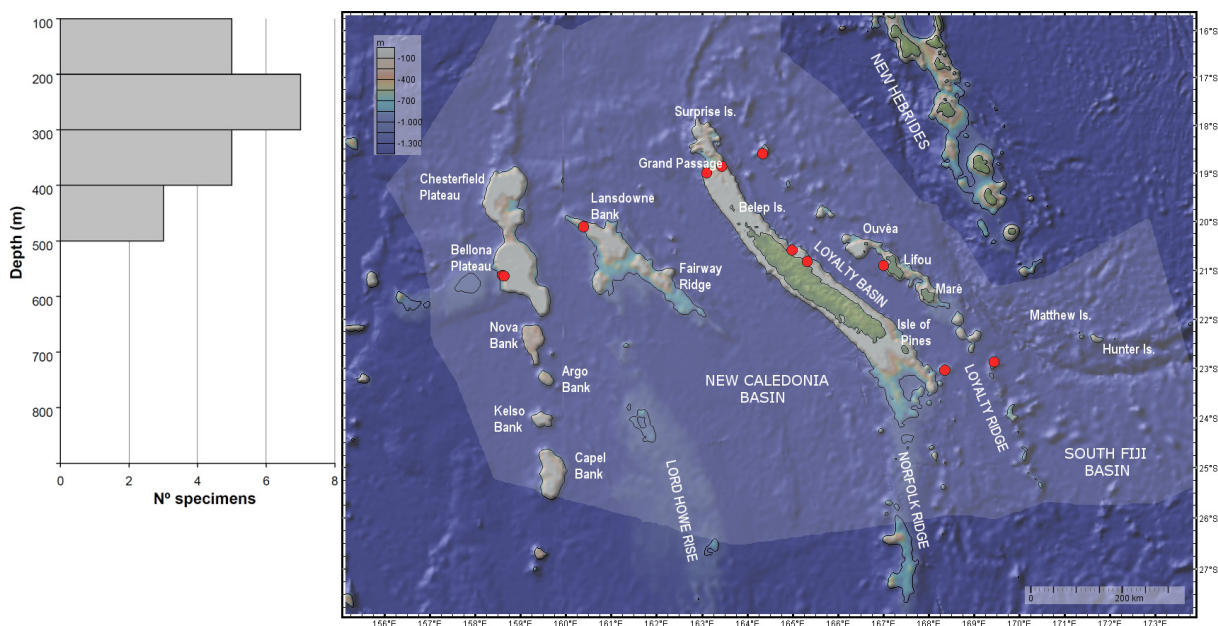 100
200
300
400
500
600
700
800
Depth (m)
0
2
4
6
8
Nº specimens
m
-100
-400
-700
-1.000
-1.300
Surprise Is.
Grand Passage
Chesterfield
Plateau
Lansdowne
Bank
Belep Is.
Bellona
Plateau
Fairway
Ridge
Nova
Bank
Argo
Bank
Kelso
Bank
Capel
Bank
NEW HEBRIDES
Ouvèa
Lifou
Marè
LOYALTY BASIN
Isle of
Pines
Matthew Is.
Hunter Is.
NEW CALEDONIA
BASIN
LOYALTY RIDGE
SOUTH FIJI
BASIN
LORD HOWE RISE
NORFOLK RIDGE
0
200 km
16°S
17°S
18°S
19°S
20°S
21°S
22°S
23°S
24°S
25°S
26°S
27°S
156°E
157°E
158°E
159°E
160°E
161°E
162°E
163°E
164°E
165°E
166°E
167°E
168°E
169°E
170°E
171°E
172°E
173°E